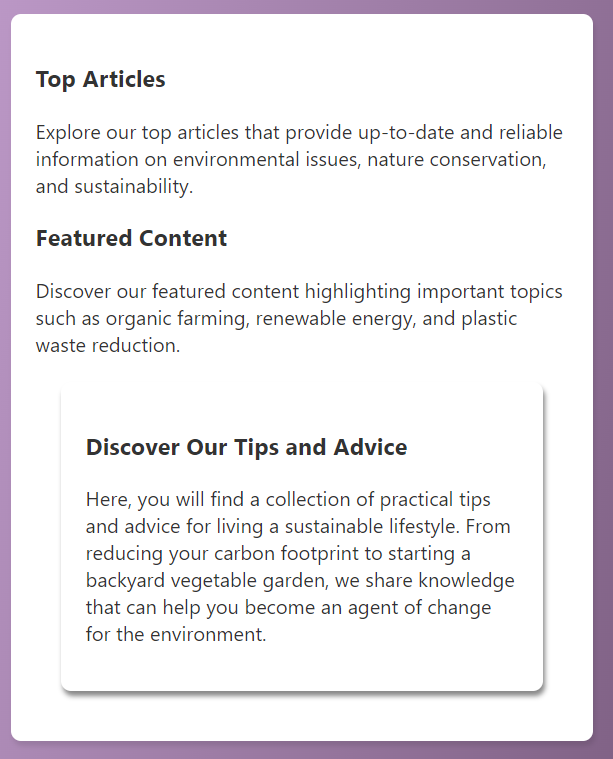 Top Articles
Explore our top articles that provide up-to-date and reliable
information on environmental issues, nature conservation,
and sustainability.
Featured Content
Discover our featured content highlighting important topics
such as organic farming, renewable energy, and plastic
waste reduction.
Discover Our Tips and Advice
Here, you will find a collection of practical tips
and advice for living a sustainable lifestyle. From
reducing your carbon footprint to starting a
backyard vegetable garden, we share knowledge
that can help you become an agent of change
for the environment.